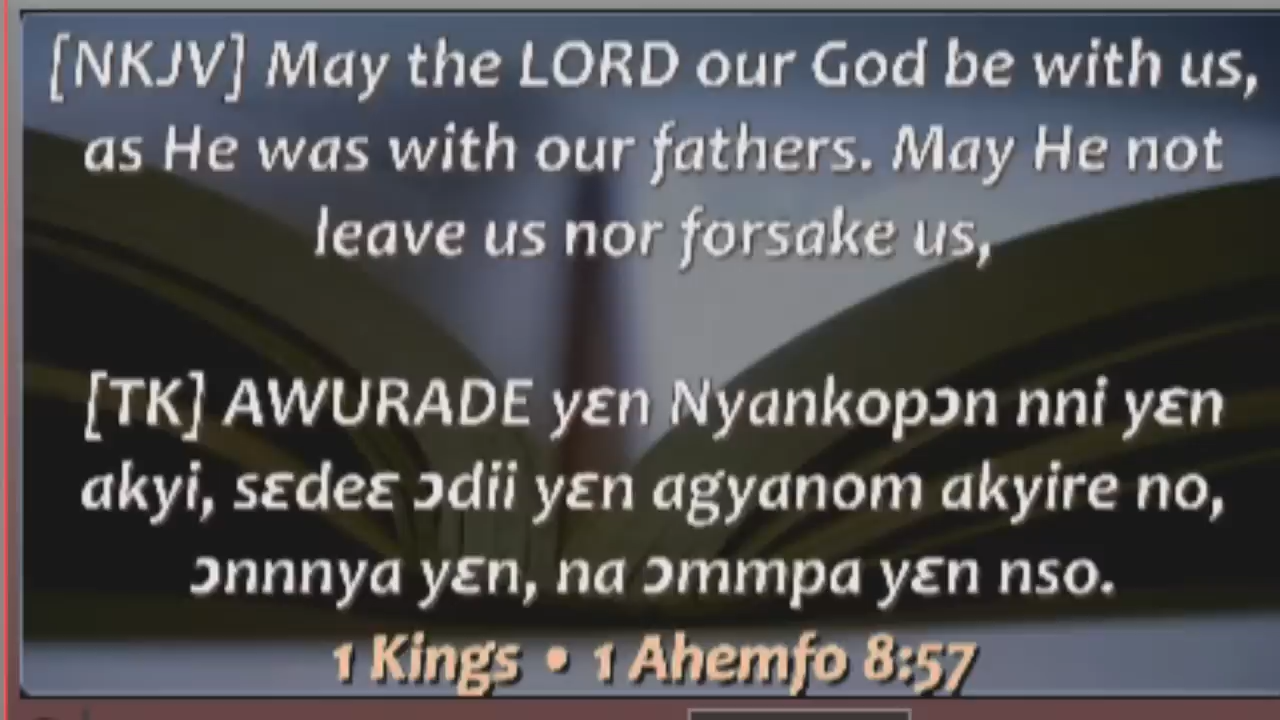 [NKJV] May the LORD our God be with us,
as He was with our fathers. May He not
leave us nor forsake us,
[TK] AWURADE yɛn Nyankopɔn nni yɛn
akyi, sɛdeɛ ɔdii yɛn agyanom akyire no,
ɔnnnya yɛn, na ɔmmpa yɛn nso.
1 Kings • 1 Ahemfo 8:57